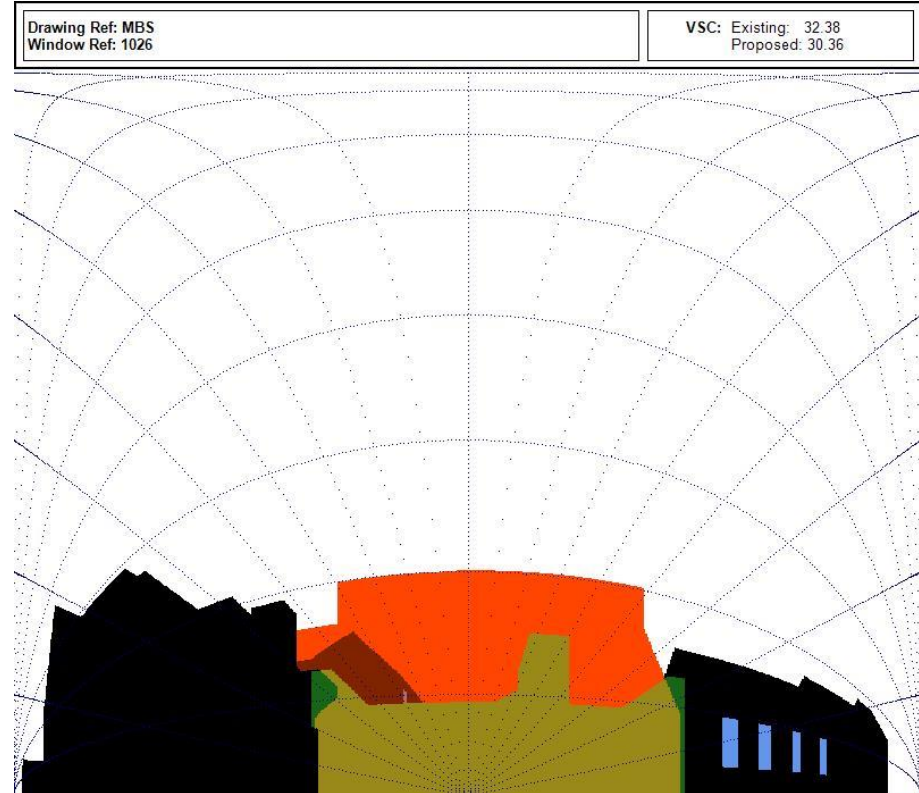 Drawing Ref: MBS
Window Ref: 1026
VSC: Existing: 32.38
Proposed: 30.36